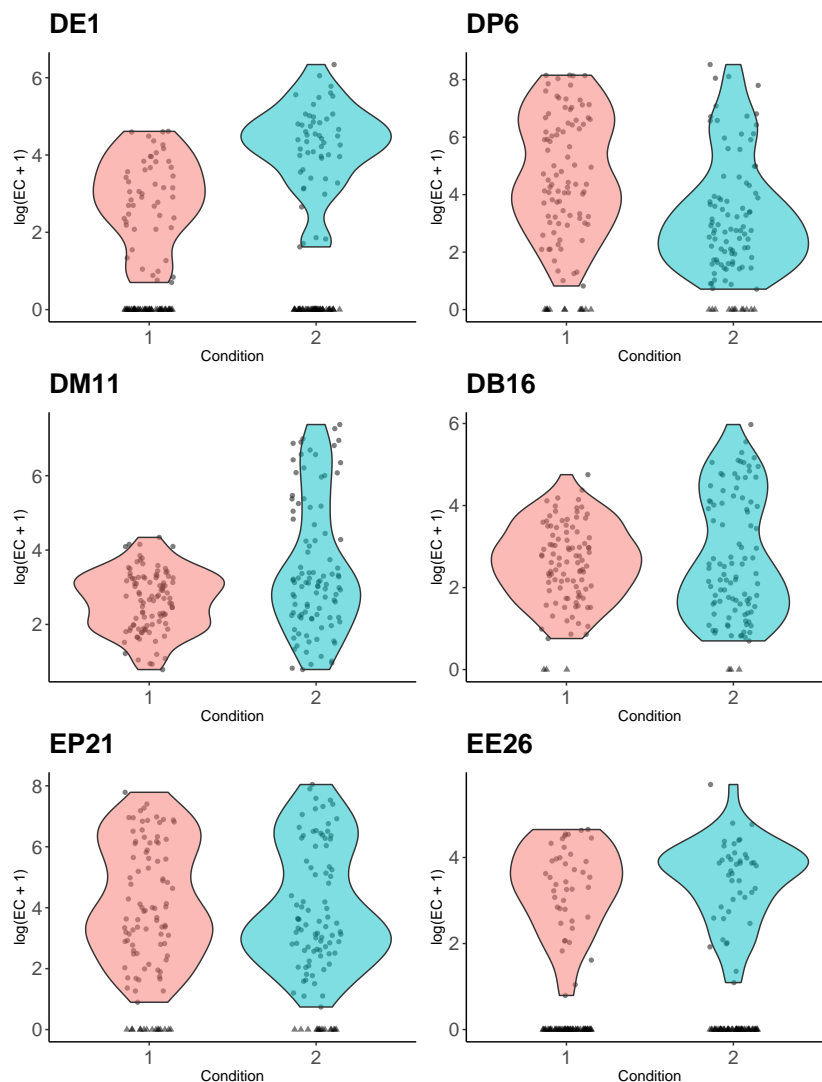 DE1
DP6
log(EC + 1)
6
4
2
0
1
2
Condition
log(EC + 1)
8
6
4
2
0
1
2
Condition
DM11
DB16
log(EC + 1)
6
4
2
1
2
Condition
log(EC + 1)
6
4
2
0
1
2
Condition
EP21
EE26
log(EC + 1)
8
6
4
2
0
1
2
Condition
log(EC + 1)
4
2
0
1
2
Condition